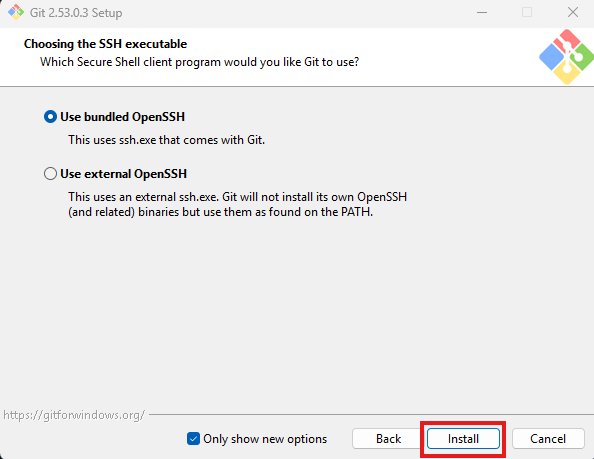 Git 2.53.0.3 Setup
Choosing the SSH executable
Which Secure Shell client program would you like Git to use?
Use bundled OpenSSH
This uses ssh.exe that comes with Git.
Use external OpenSSH
This uses an external ssh.exe. Git will not install its own OpenSSH
(and related) binaries but use them as found on the PATH.
https://gitforwindows.org/
Only show new options
Back
Install
Cancel